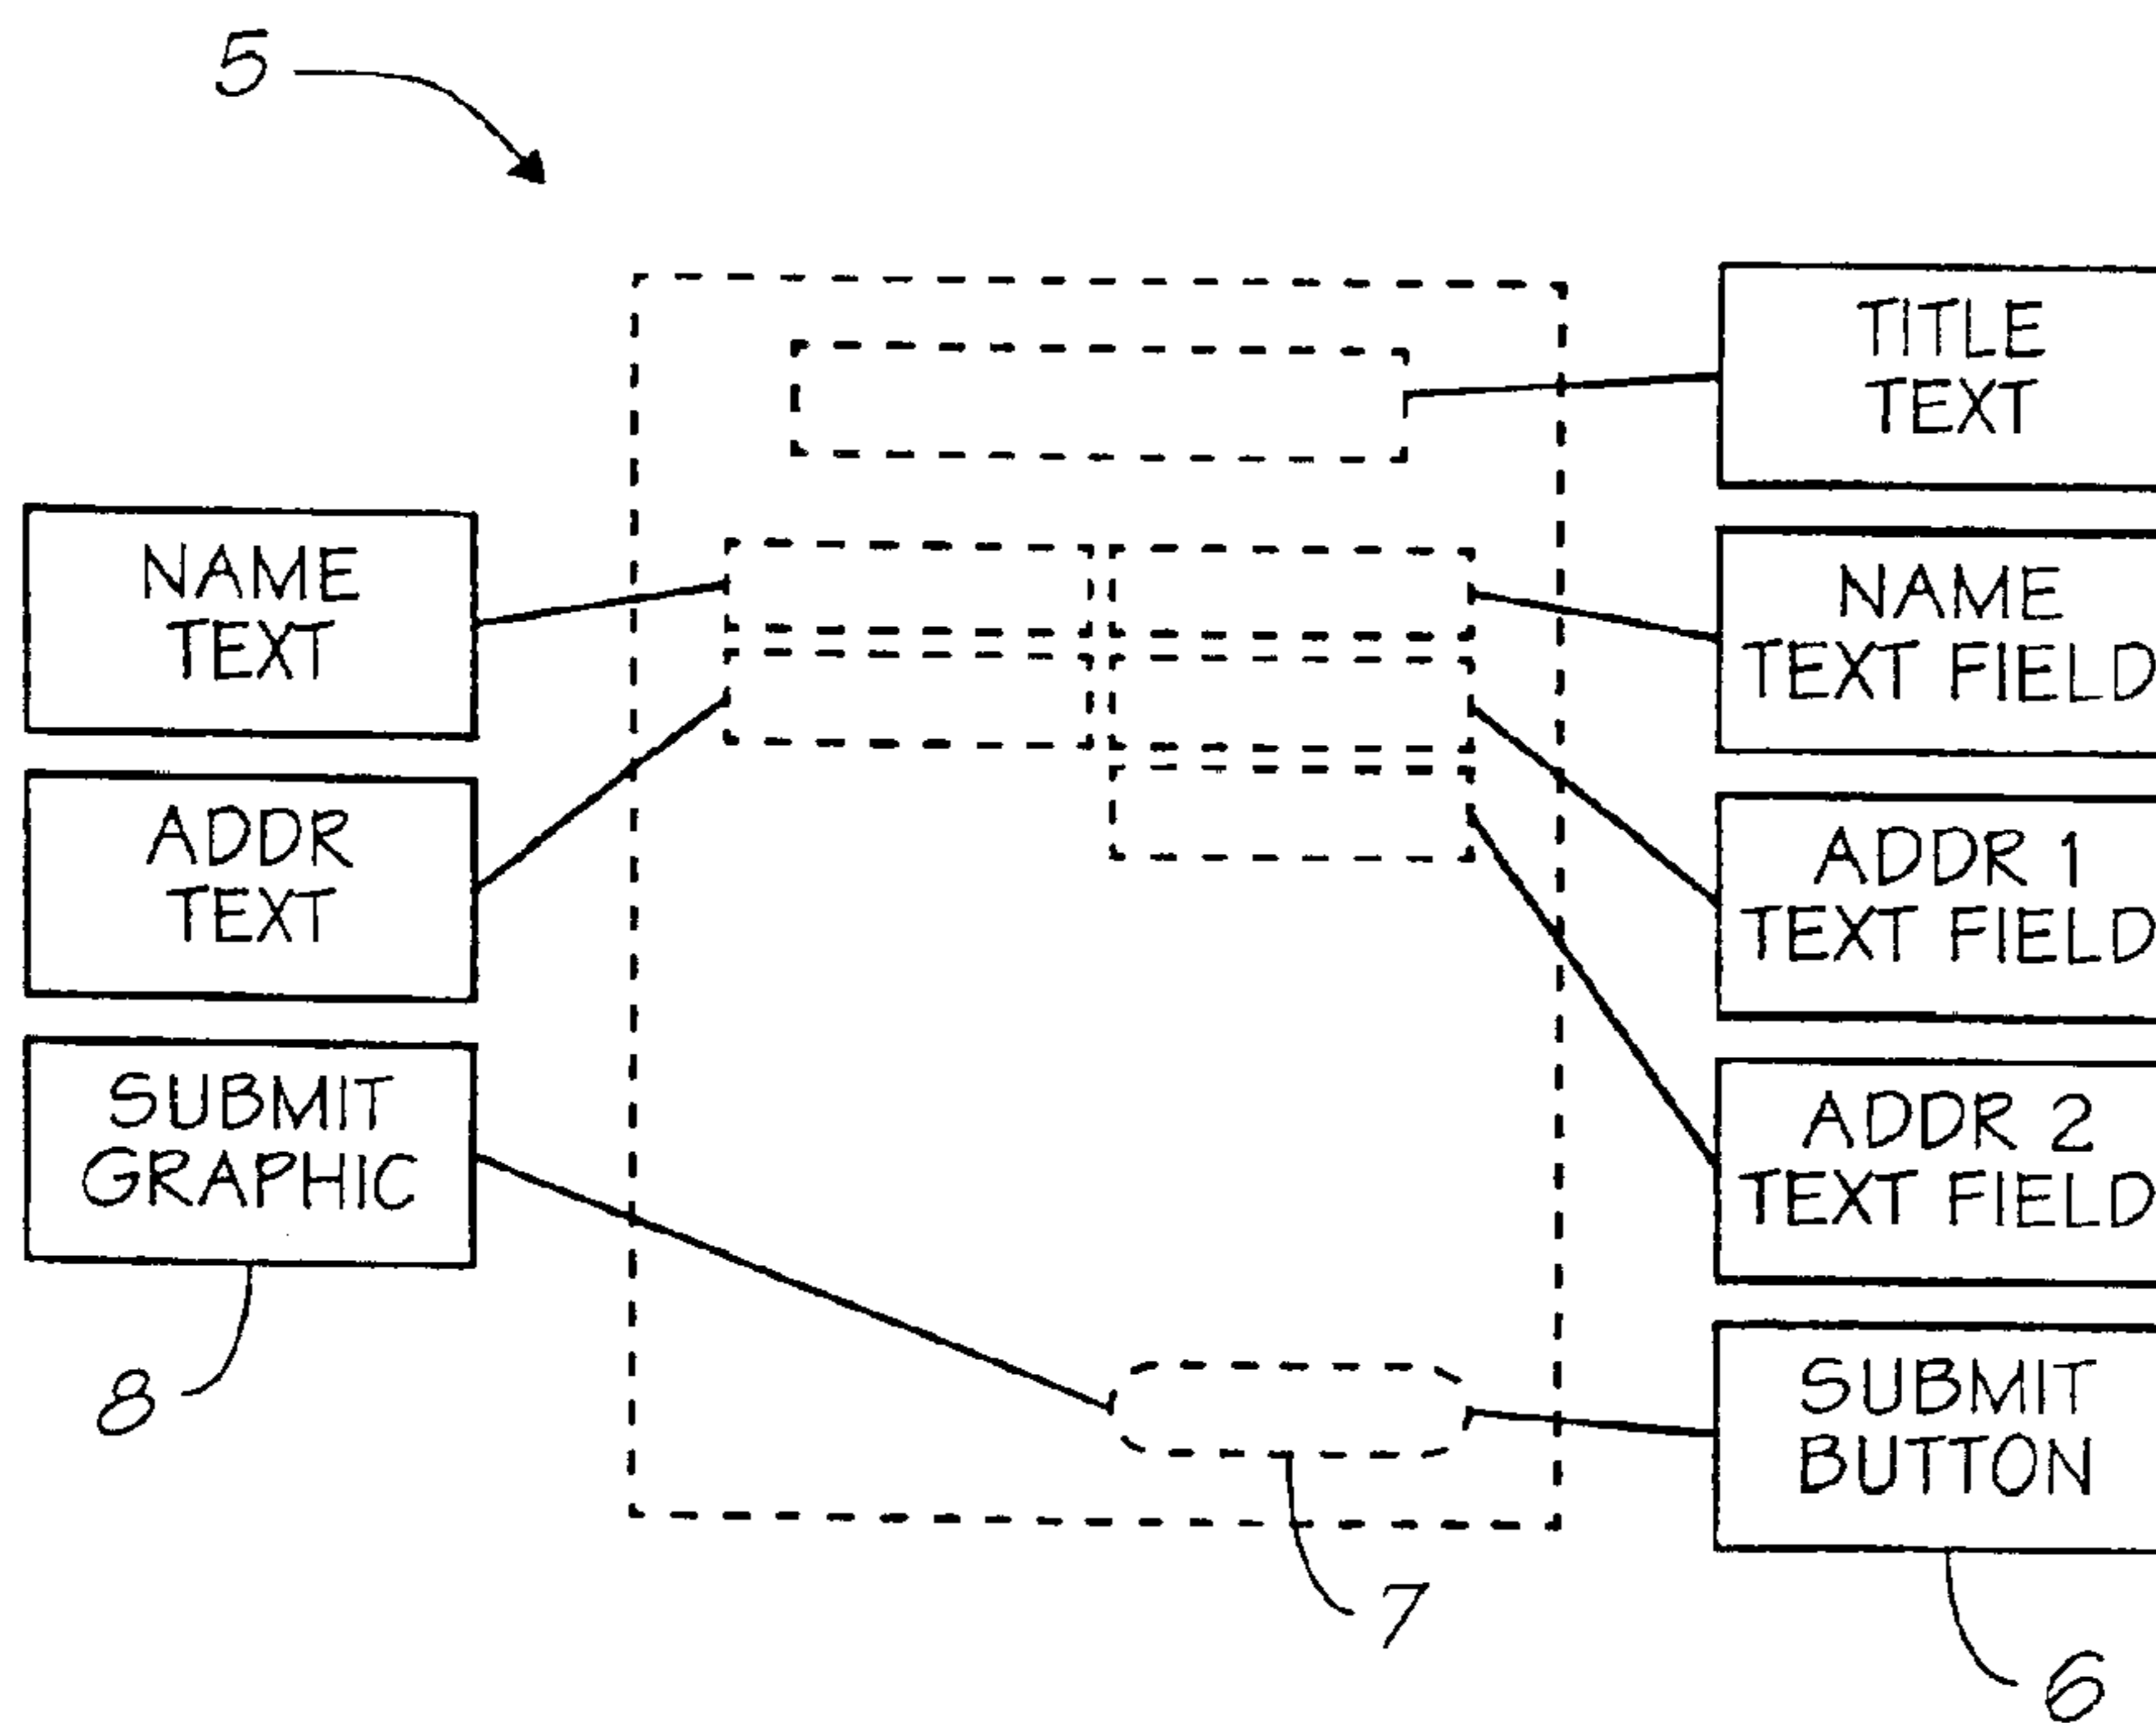 5
TITLE
TEXT
NAME
TEXT
NAME
TEXT FIELD
ADDR
TEXT
ADDR 1
TEXT FIELD
SUBMIT
GRAPHIC
ADDR 2
TEXT FIELD
8
SUBMIT
BUTTON
7
6